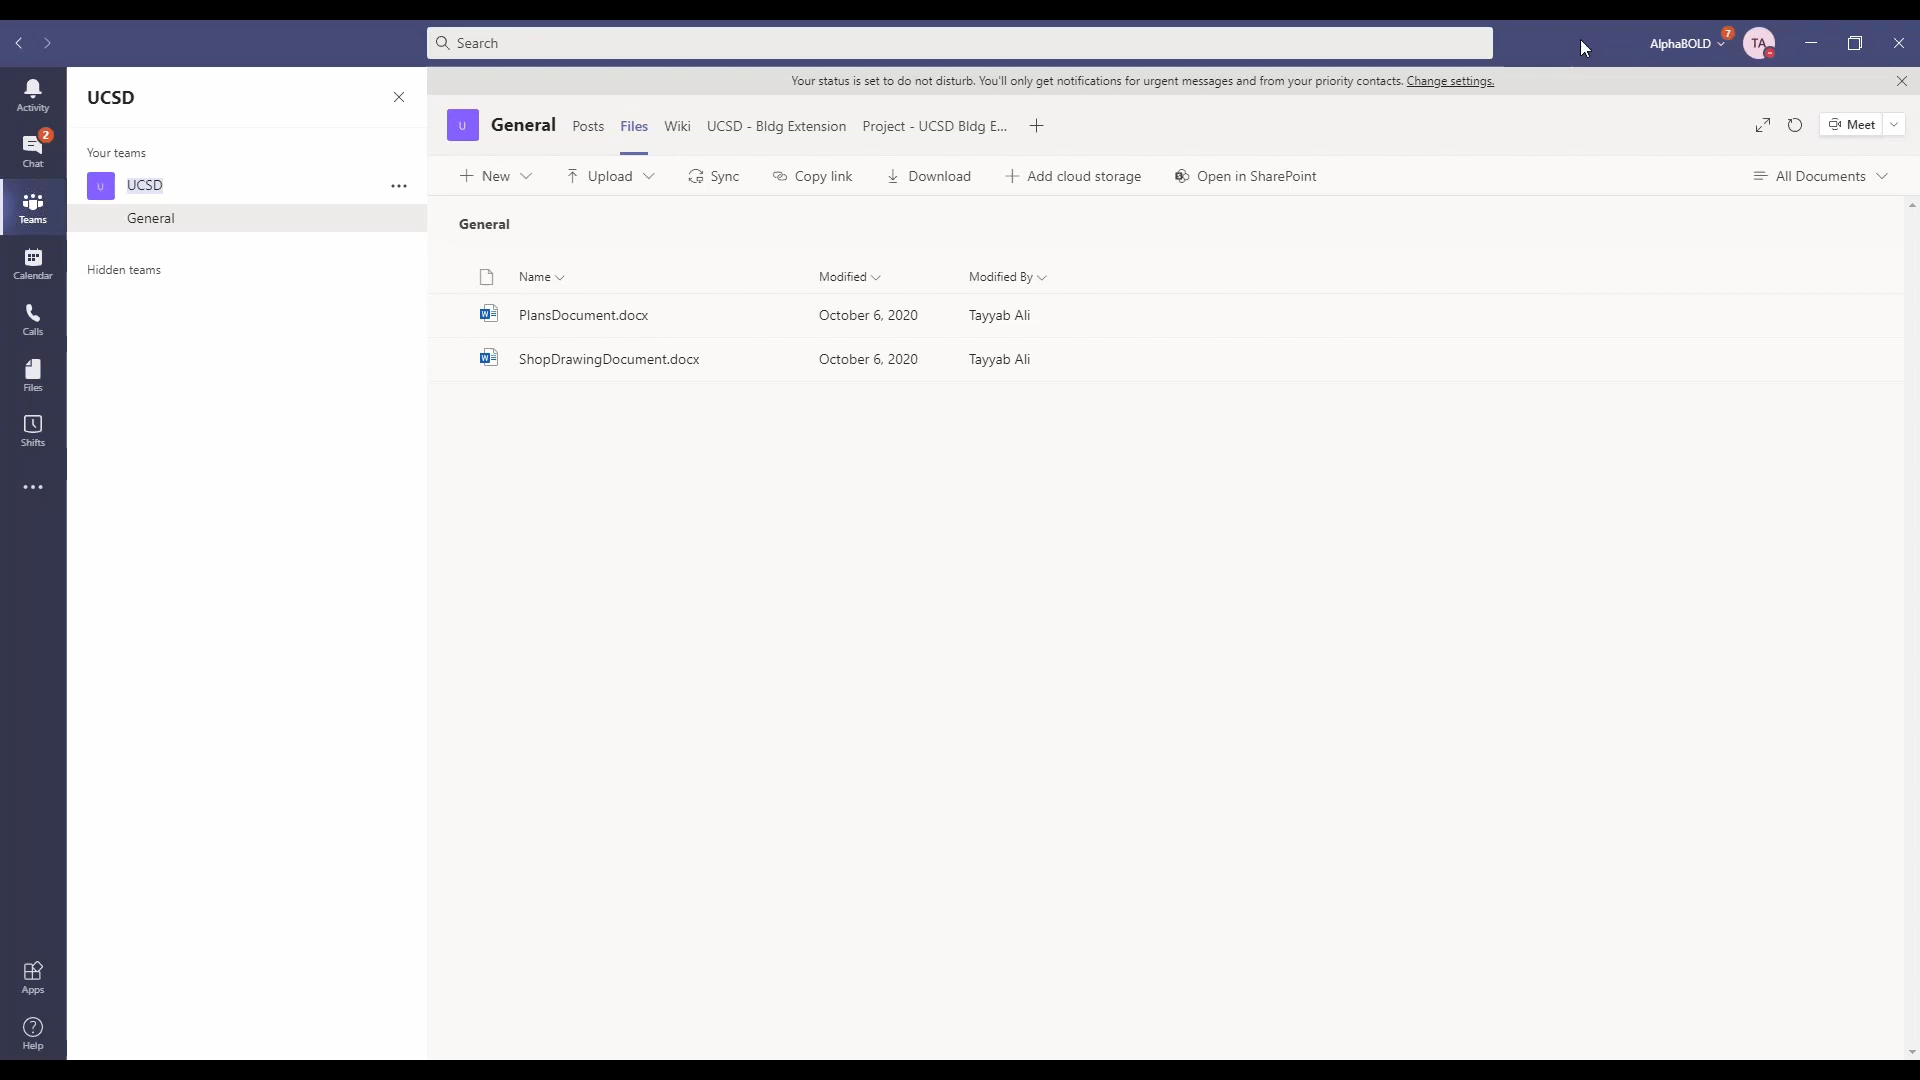 Search
AlphaBOLD
7
TA
Your status is set to do not disturb. You'll only get notifications for urgent messages and from your priority contacts. Change settings.
Activity
2
Chat
Teams
Calendar
Calls
Files
Shifts
Apps
Help
UCSD
Your teams
U UCSD
General
Hidden teams
U General Posts Files Wiki UCSD - Bldg Extension Project - UCSD Bldg E...
Meet
New Upload Sync Copy link Download Add cloud storage Open in SharePoint All Documents
General
Name Modified Modified By
PlansDocument.docx October 6, 2020 Tayyab Ali
ShopDrawingDocument.docx October 6, 2020 Tayyab Ali